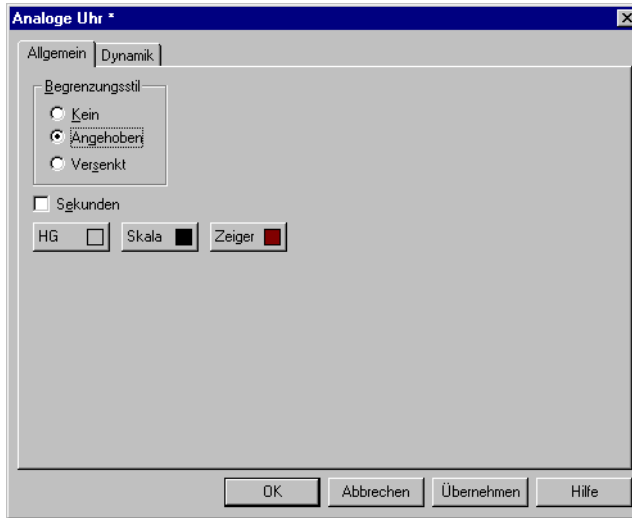 Analoge Uhr *
Allgemein Dynamik
Begrenzungsstil
Kein
Angehoben
Versenkt
Sekunden
HG Skala Zeiger
OK Abbrechen Übernehmen Hilfe